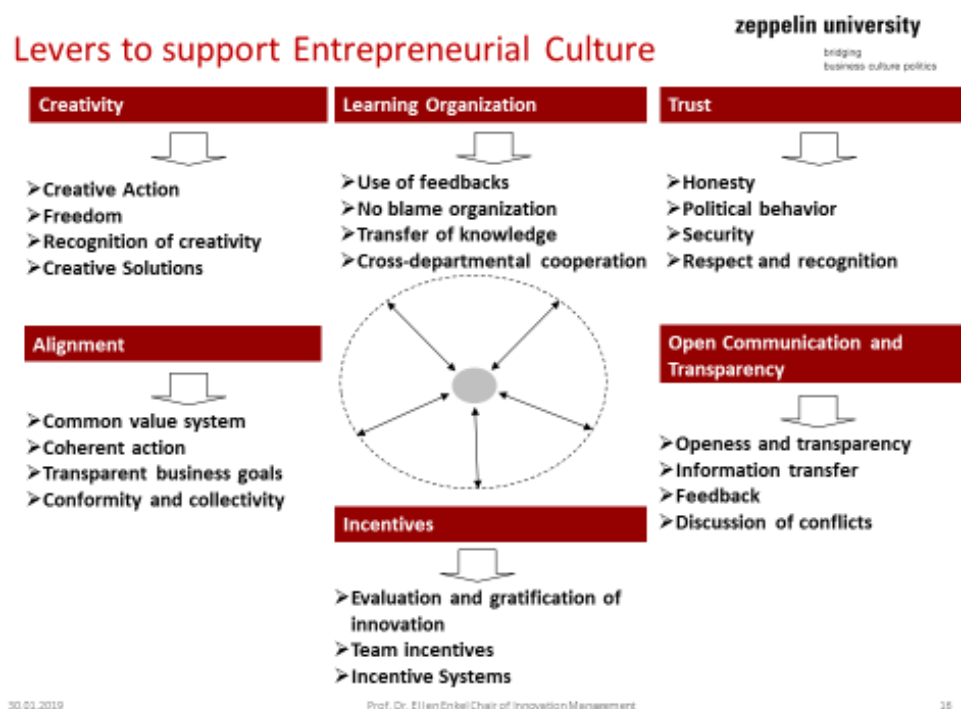 Levers to support Entrepreneurial Culture
zeppelin university
bridging
business culture politics
Creativity
➢Creative Action
➢Freedom
➢Recognition of creativity
➢Creative Solutions
Learning Organization
➢Use of feedbacks
➢No blame organization
➢Transfer of knowledge
➢Cross-departmental cooperation
Trust
➢Honesty
➢Political behavior
➢Security
➢Respect and recognition
Alignment
➢Common value system
➢Coherent action
➢Transparent business goals
➢Conformity and collectivity
Open Communication and
Transparency
➢Openess and transparency
➢Information transfer
➢Feedback
➢Discussion of conflicts
Incentives
➢Evaluation and gratification of
innovation
➢Team incentives
➢Incentive Systems
30.01.2019
Prof. Dr. Ellen Enkel Chair of Innovation Management
16